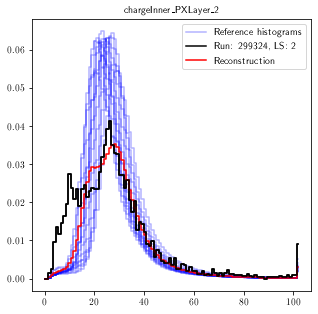 chargeInner_PXLayer_2
Reference histograms
Run: 299324, LS: 2
Reconstruction
0.06
0.05
0.04
0.03
0.02
0.01
0.00
0 20 40 60 80 100